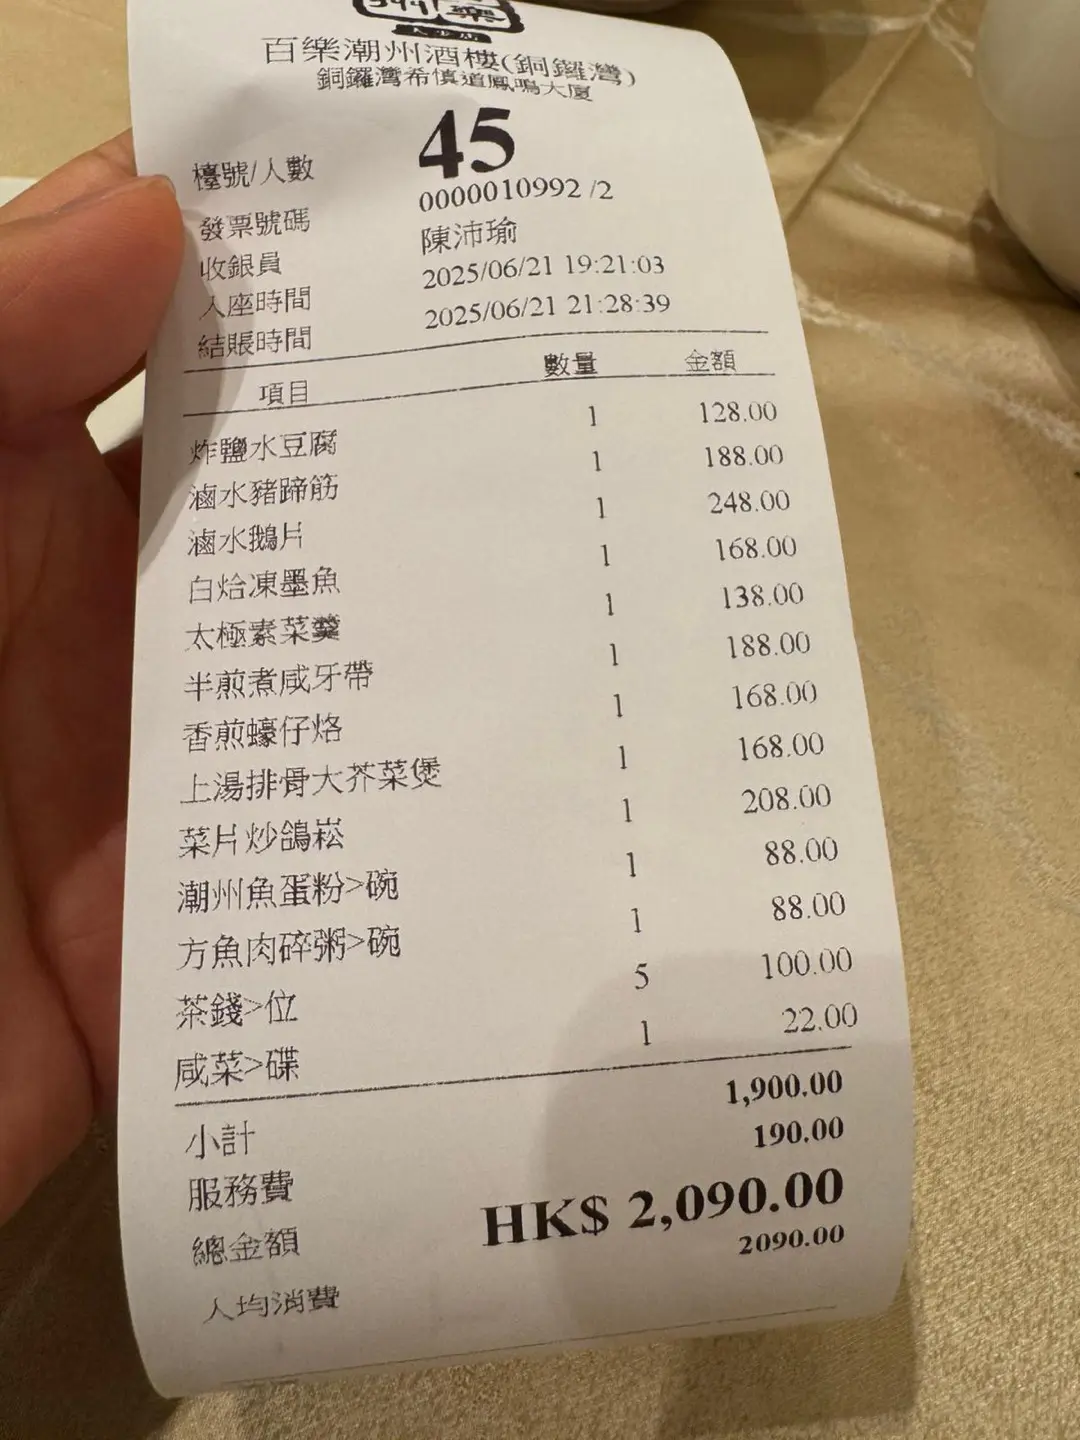 百樂潮州酒樓(銅鑼灣)
銅鑼灣希慎道鳳鳴大廈
檯號/人數 45
發票號碼 0000010992 /2
收銀員 陳沛瑜
入座時間 2025/06/21 19:21:03
結賬時間 2025/06/21 21:28:39
項目 數量 金額
炸鹽水豆腐 1 128.00
滷水豬蹄筋 1 188.00
滷水鵝片 1 248.00
白烚凍墨魚 1 168.00
太極素菜羹 1 138.00
半煎煮咸牙帶 1 188.00
香煎蠔仔烙 1 168.00
上湯排骨大芥菜煲 1 168.00
菜片炒鴿崧 1 208.00
潮州魚蛋粉>碗 1 88.00
方魚肉碎粥>碗 1 88.00
茶錢>位 5 100.00
咸菜>碟 1 22.00
小計 1,900.00
服務費 190.00
總金額 HK$ 2,090.00
人均消費 2090.00